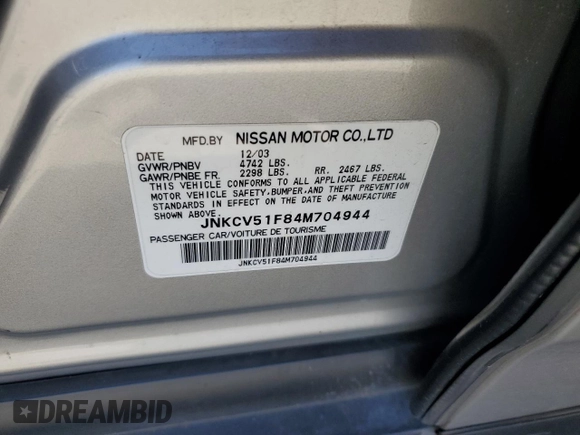 MFD.BY NISSAN MOTOR CO.,LTD
DATE 12/03
GVWR/PNBV 4742 LBS.
GAWR/PNBE FR. 2298 LBS. RR. 2467 LBS.
THIS VEHICLE CONFORMS TO ALL APPLICABLE FEDERAL
MOTOR VEHICLE SAFETY,BUMPER,AND THEFT PREVENTION
STANDARDS IN EFFECT ON THE DATE OF MANUFACTURE
SHOWN ABOVE.
JNKCV51F84M704944
PASSENGER CAR/VOITURE DE TOURISME
JNKCV51F84M704944
DREAMBID